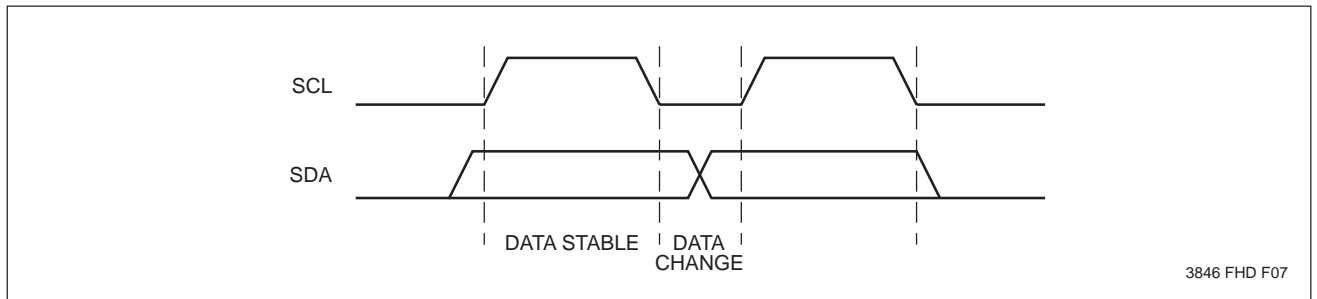 SCL
SDA
DATA STABLE
DATA
CHANGE
3846 FHD F07